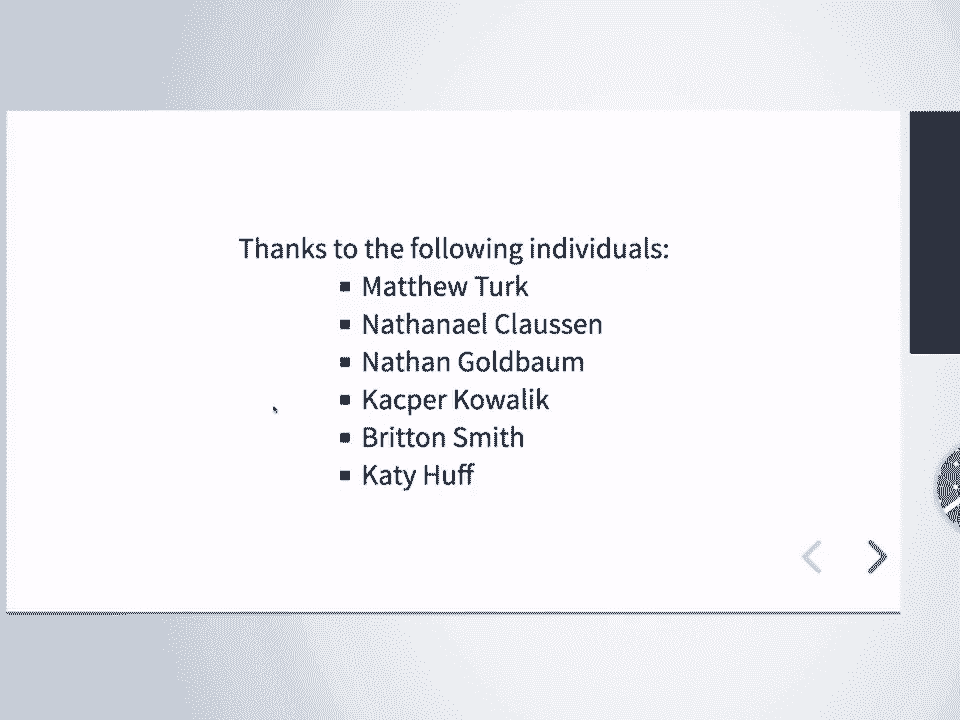 Thanks to the following individuals:
▪ Matthew Turk
▪ Nathanael Claussen
▪ Nathan Goldbaum
▪ Kacper Kowalik
▪ Britton Smith
▪ Katy Huff